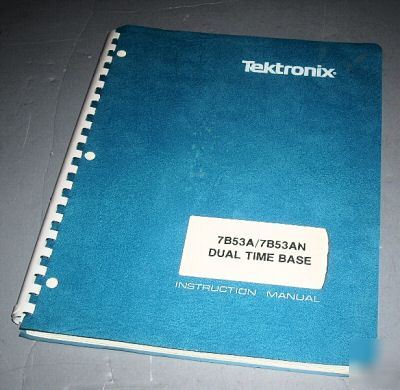 Tektronix
7B53A/7B53AN
DUAL TIME BASE
INSTRUCTION MANUAL